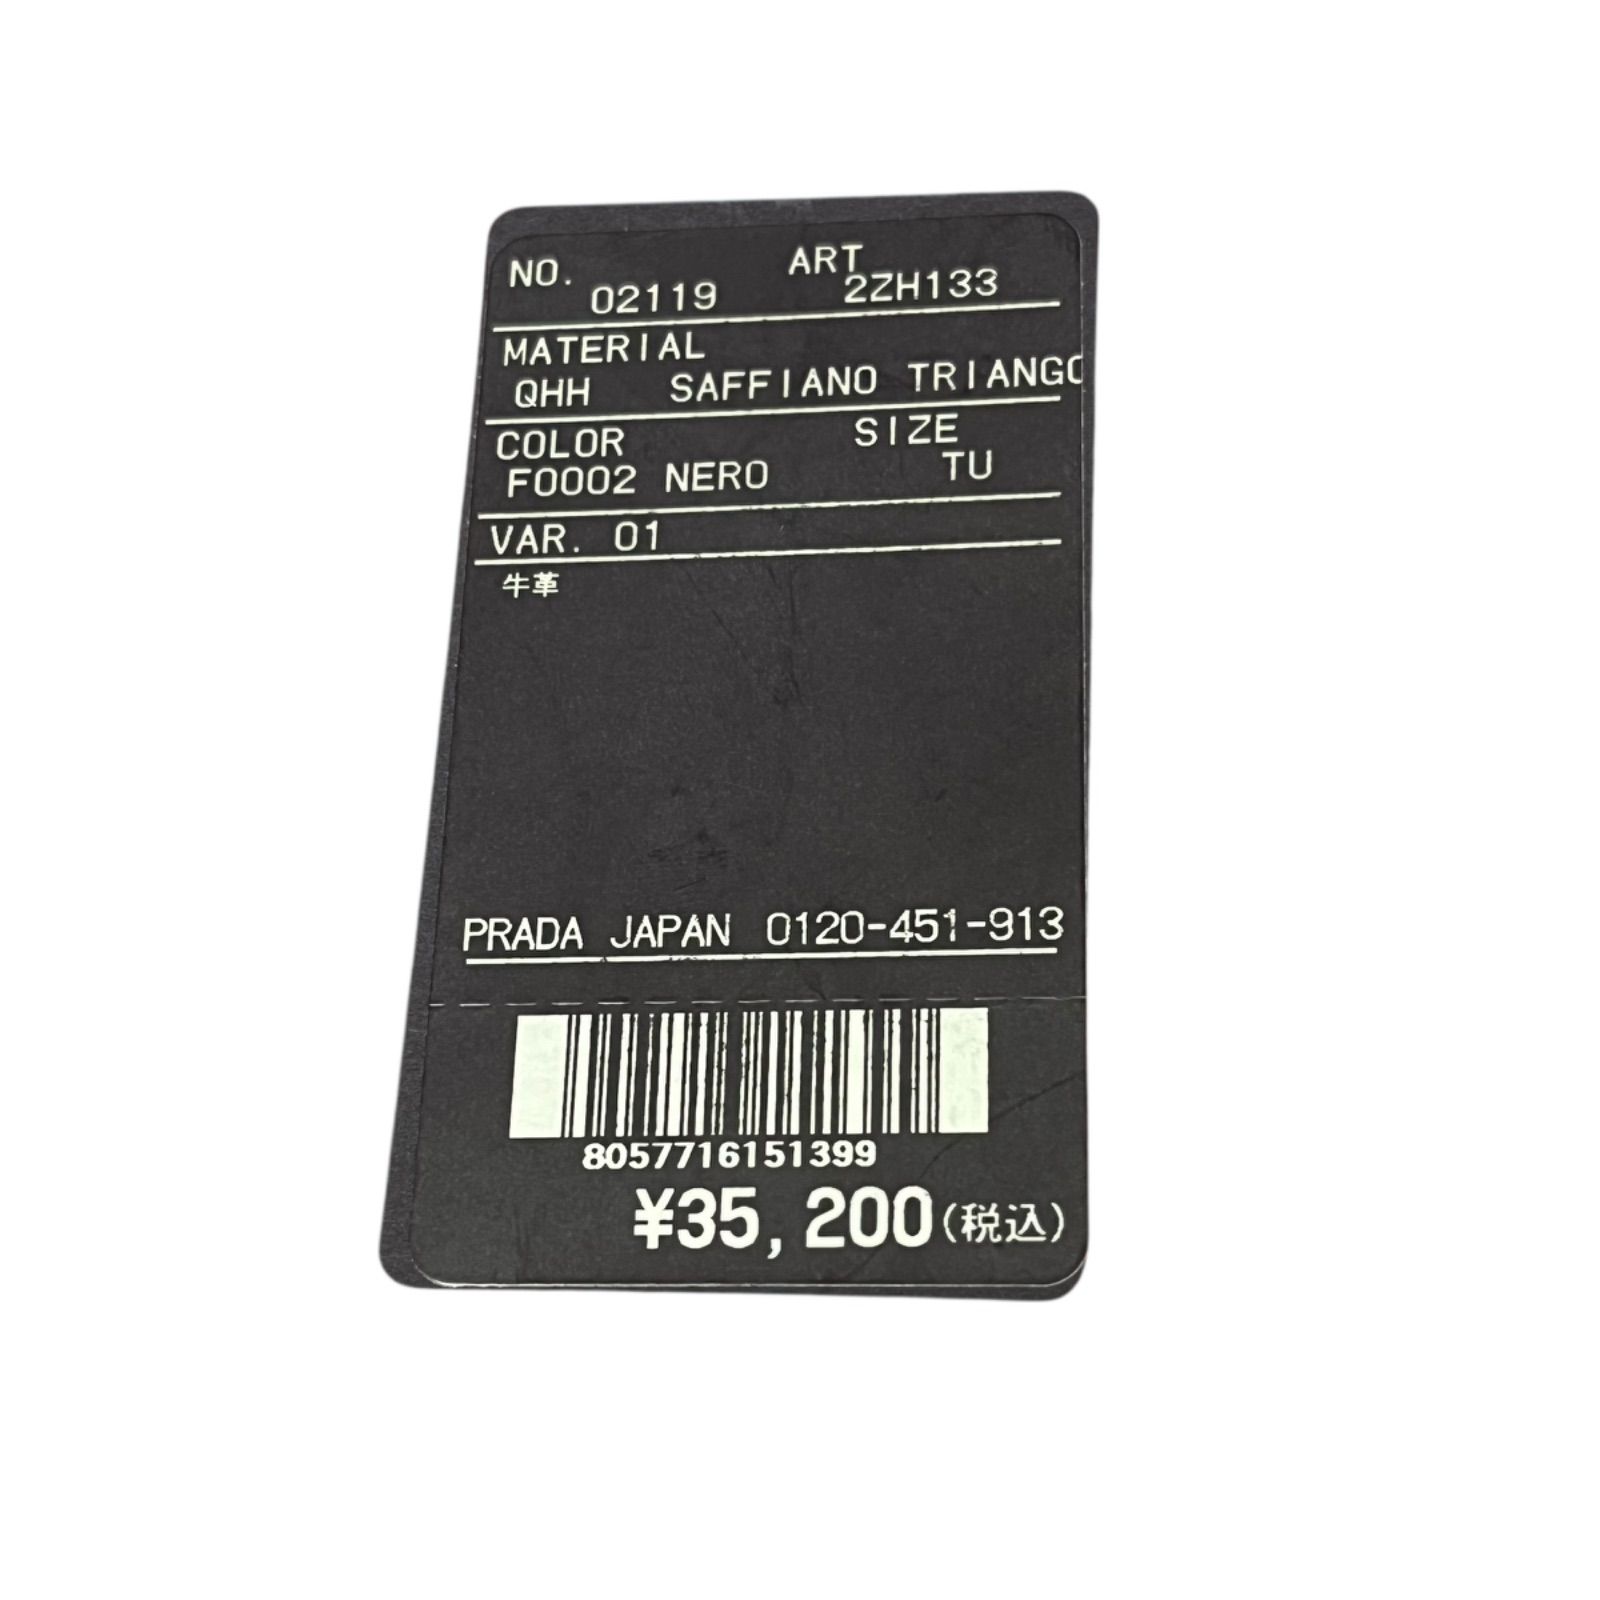 NO. ART
02119 2ZH133
MATERIAL
QHH SAFFIANO TRIANGO
COLOR SIZE
F0002 NERO TU
VAR. 01
牛革
PRADA JAPAN 0120-451-913
8057716151399
¥35,200(税込)